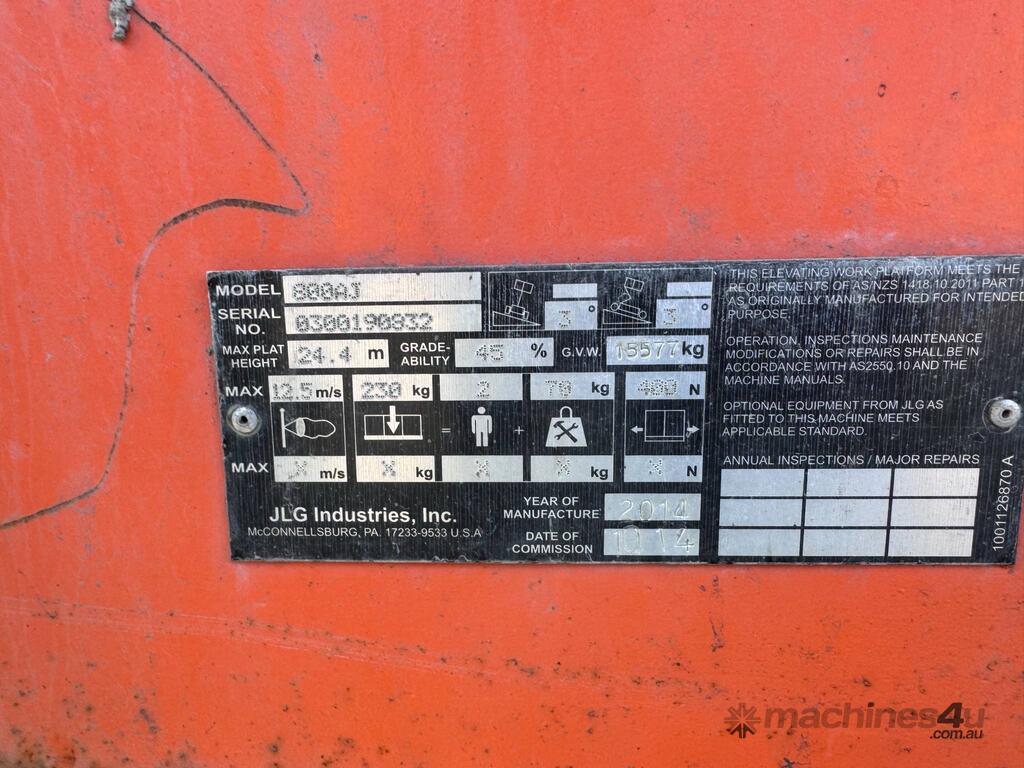 MODEL 800AJ
SERIAL NO. 0300190932
3° 3°
MAX PLAT HEIGHT 24.4 m GRADE-ABILITY 45 % G.V.W. 15577 kg
MAX 12.5 m/s 230 kg 2 70 kg 400 N
= +
MAX X m/s X kg X X kg X N
JLG Industries, Inc.
McCONNELLSBURG, PA. 17233-9533 U.S.A
YEAR OF MANUFACTURE 2014
DATE OF COMMISSION 10 14
THIS ELEVATING WORK PLATFORM MEETS THE
REQUIREMENTS OF AS/NZS 1418.10:2011 PART 1
AS ORIGINALLY MANUFACTURED FOR INTENDED
PURPOSE.
OPERATION, INSPECTIONS MAINTENANCE
MODIFICATIONS OR REPAIRS SHALL BE IN
ACCORDANCE WITH AS2550.10 AND THE
MACHINE MANUALS.
OPTIONAL EQUIPMENT FROM JLG AS
FITTED TO THIS MACHINE MEETS
APPLICABLE STANDARD.
ANNUAL INSPECTIONS / MAJOR REPAIRS
1001126870 A
machines4u
.com.au